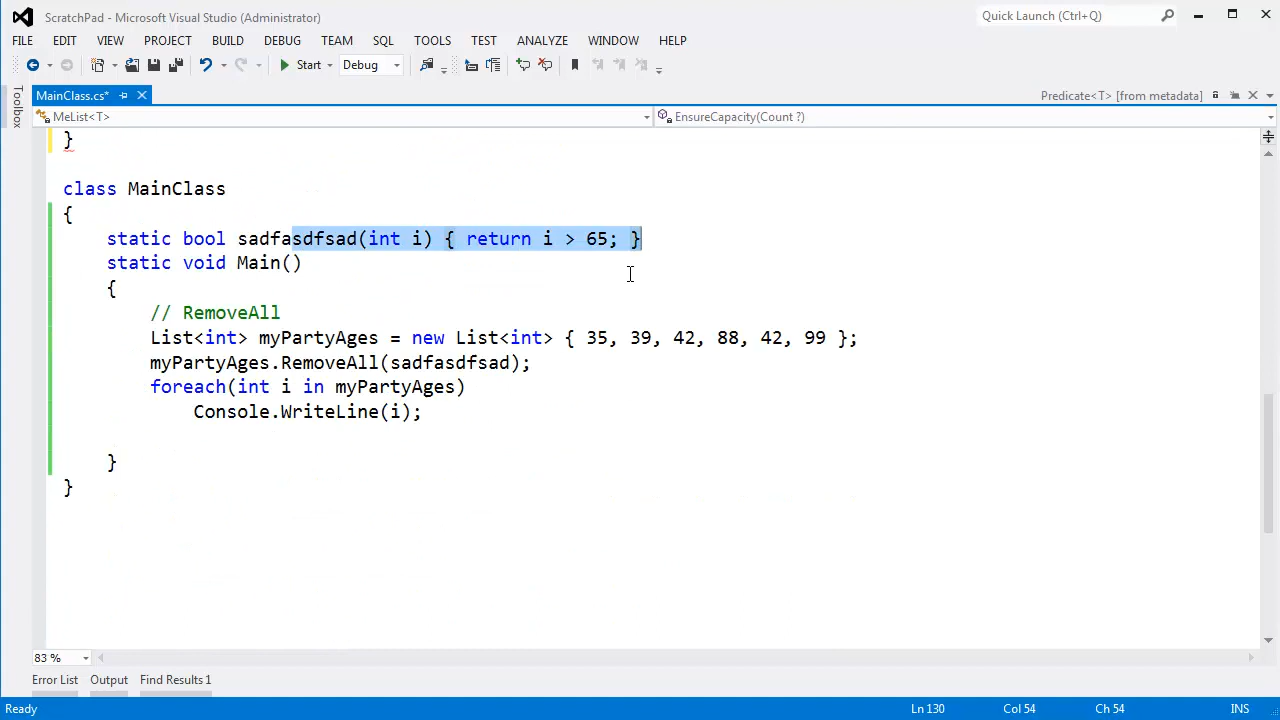 ScratchPad - Microsoft Visual Studio (Administrator)
Quick Launch (Ctrl+Q)
FILE EDIT VIEW PROJECT BUILD DEBUG TEAM SQL TOOLS TEST ANALYZE WINDOW HELP
Start Debug
Toolbox
MainClass.cs* Predicate<T> [from metadata]
MeList<T> EnsureCapacity(Count ?)
}
class MainClass
{
static bool sadfasdfsad(int i) { return i > 65; }
static void Main()
{
// RemoveAll
List<int> myPartyAges = new List<int> { 35, 39, 42, 88, 42, 99 };
myPartyAges.RemoveAll(sadfasdfsad);
foreach(int i in myPartyAges)
Console.WriteLine(i);
}
}
83 %
Error List Output Find Results 1
Ready Ln 130 Col 54 Ch 54 INS